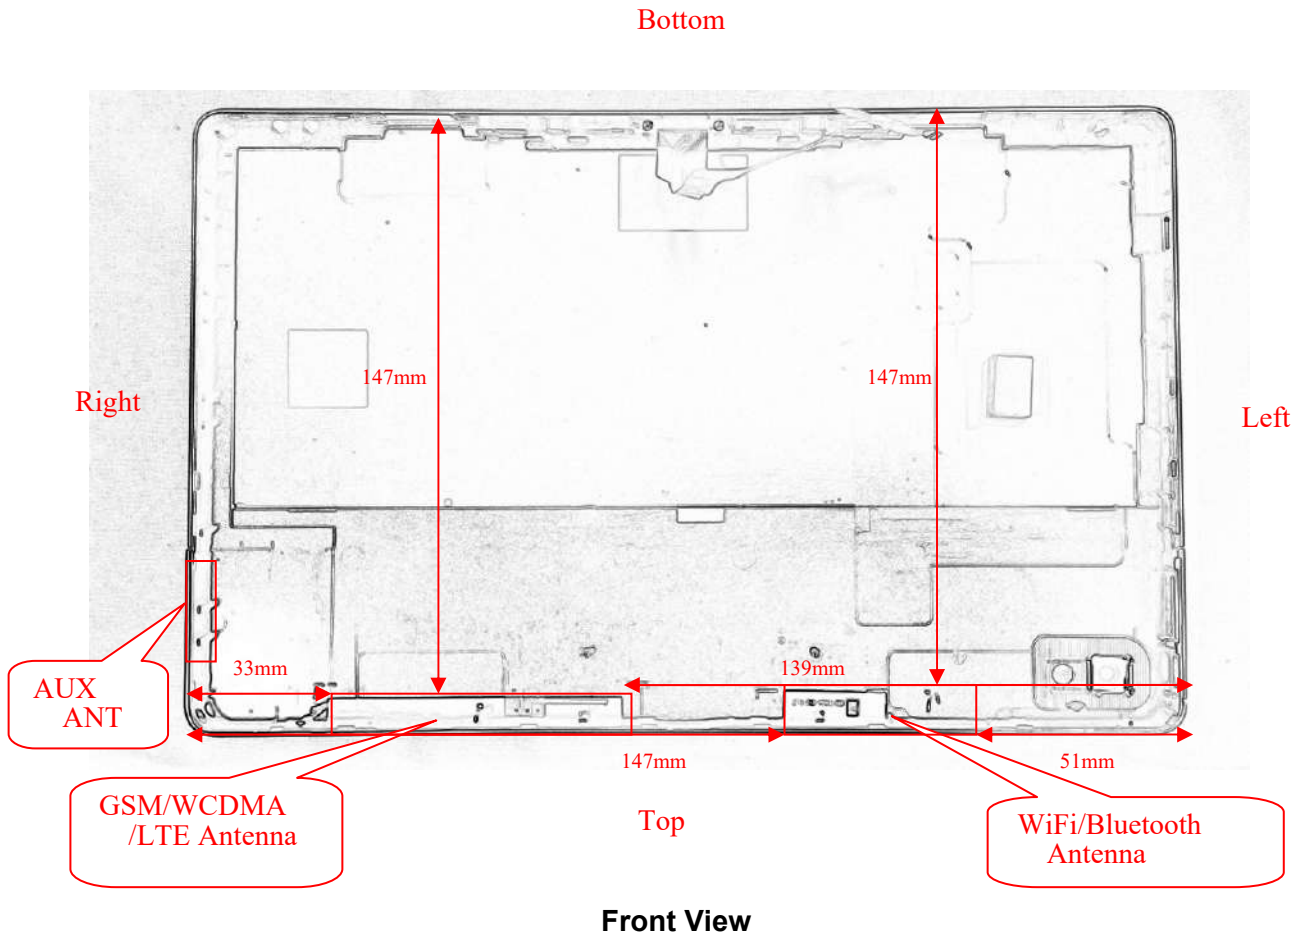 Bottom
147mm
147mm
Right
Left
33mm
139mm
AUX
ANT
147mm
51mm
GSM/WCDMA
/LTE Antenna
Top
WiFi/Bluetooth
Antenna
Front View